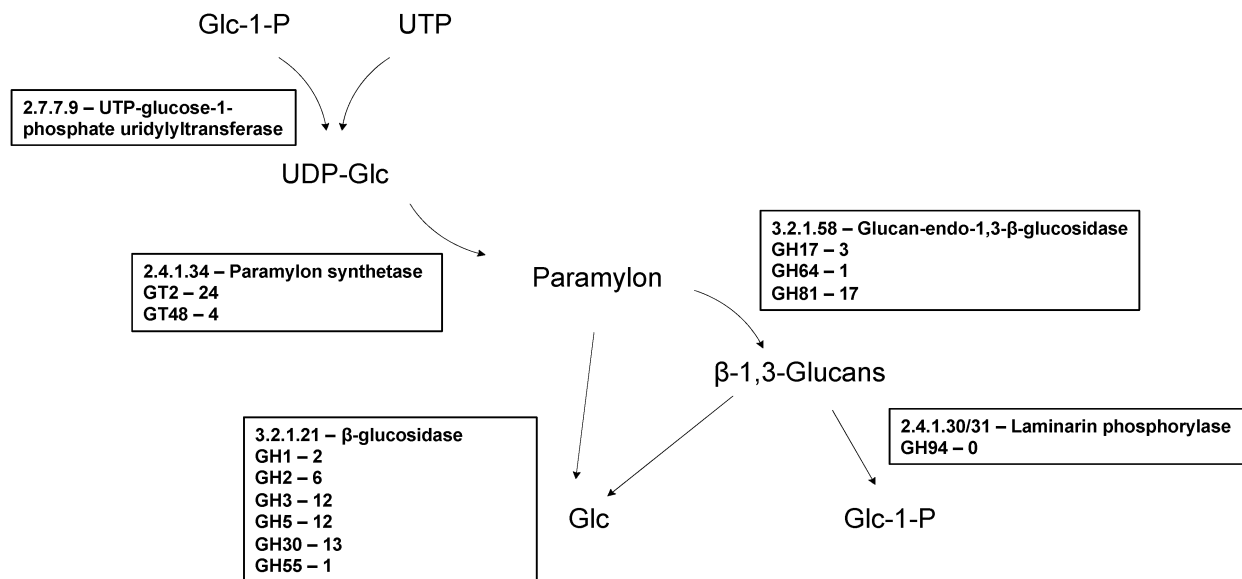 Glc-1-P
UTP
2.7.7.9 – UTP-glucose-1-
phosphate uridylyltransferase
UDP-Glc
3.2.1.58 – Glucan-endo-1,3-β-glucosidase
GH17 – 3
GH64 – 1
GH81 – 17
2.4.1.34 – Paramylon synthetase
GT2 – 24
GT48 – 4
Paramylon
β-1,3-Glucans
2.4.1.30/31 – Laminarin phosphorylase
GH94 – 0
3.2.1.21 – β-glucosidase
GH1 – 2
GH2 – 6
GH3 – 12
GH5 – 12
GH30 – 13
GH55 – 1
Glc
Glc-1-P